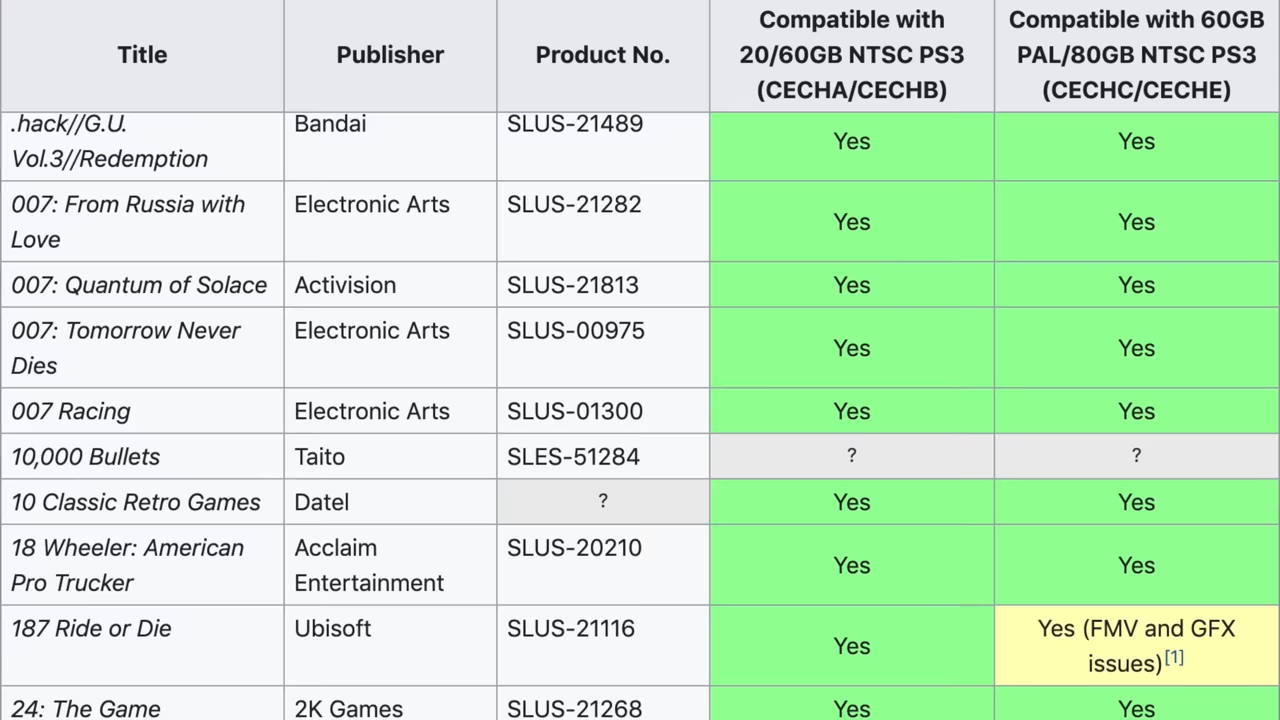 Title
Publisher
Product No.
Compatible with
20/60GB NTSC PS3
(CECHA/CECHB)
Compatible with 60GB
PAL/80GB NTSC PS3
(CECHC/CECHE)
.hack//G.U.
Vol.3//Redemption
Bandai
SLUS-21489
Yes
Yes
007: From Russia with
Love
Electronic Arts
SLUS-21282
Yes
Yes
007: Quantum of Solace
Activision
SLUS-21813
Yes
Yes
007: Tomorrow Never
Dies
Electronic Arts
SLUS-00975
Yes
Yes
007 Racing
Electronic Arts
SLUS-01300
Yes
Yes
10,000 Bullets
Taito
SLES-51284
?
?
10 Classic Retro Games
Datel
?
Yes
Yes
18 Wheeler: American
Pro Trucker
Acclaim
Entertainment
SLUS-20210
Yes
Yes
187 Ride or Die
Ubisoft
SLUS-21116
Yes
Yes (FMV and GFX
issues)[1]
24: The Game
2K Games
SLUS-21268
Yes
Yes